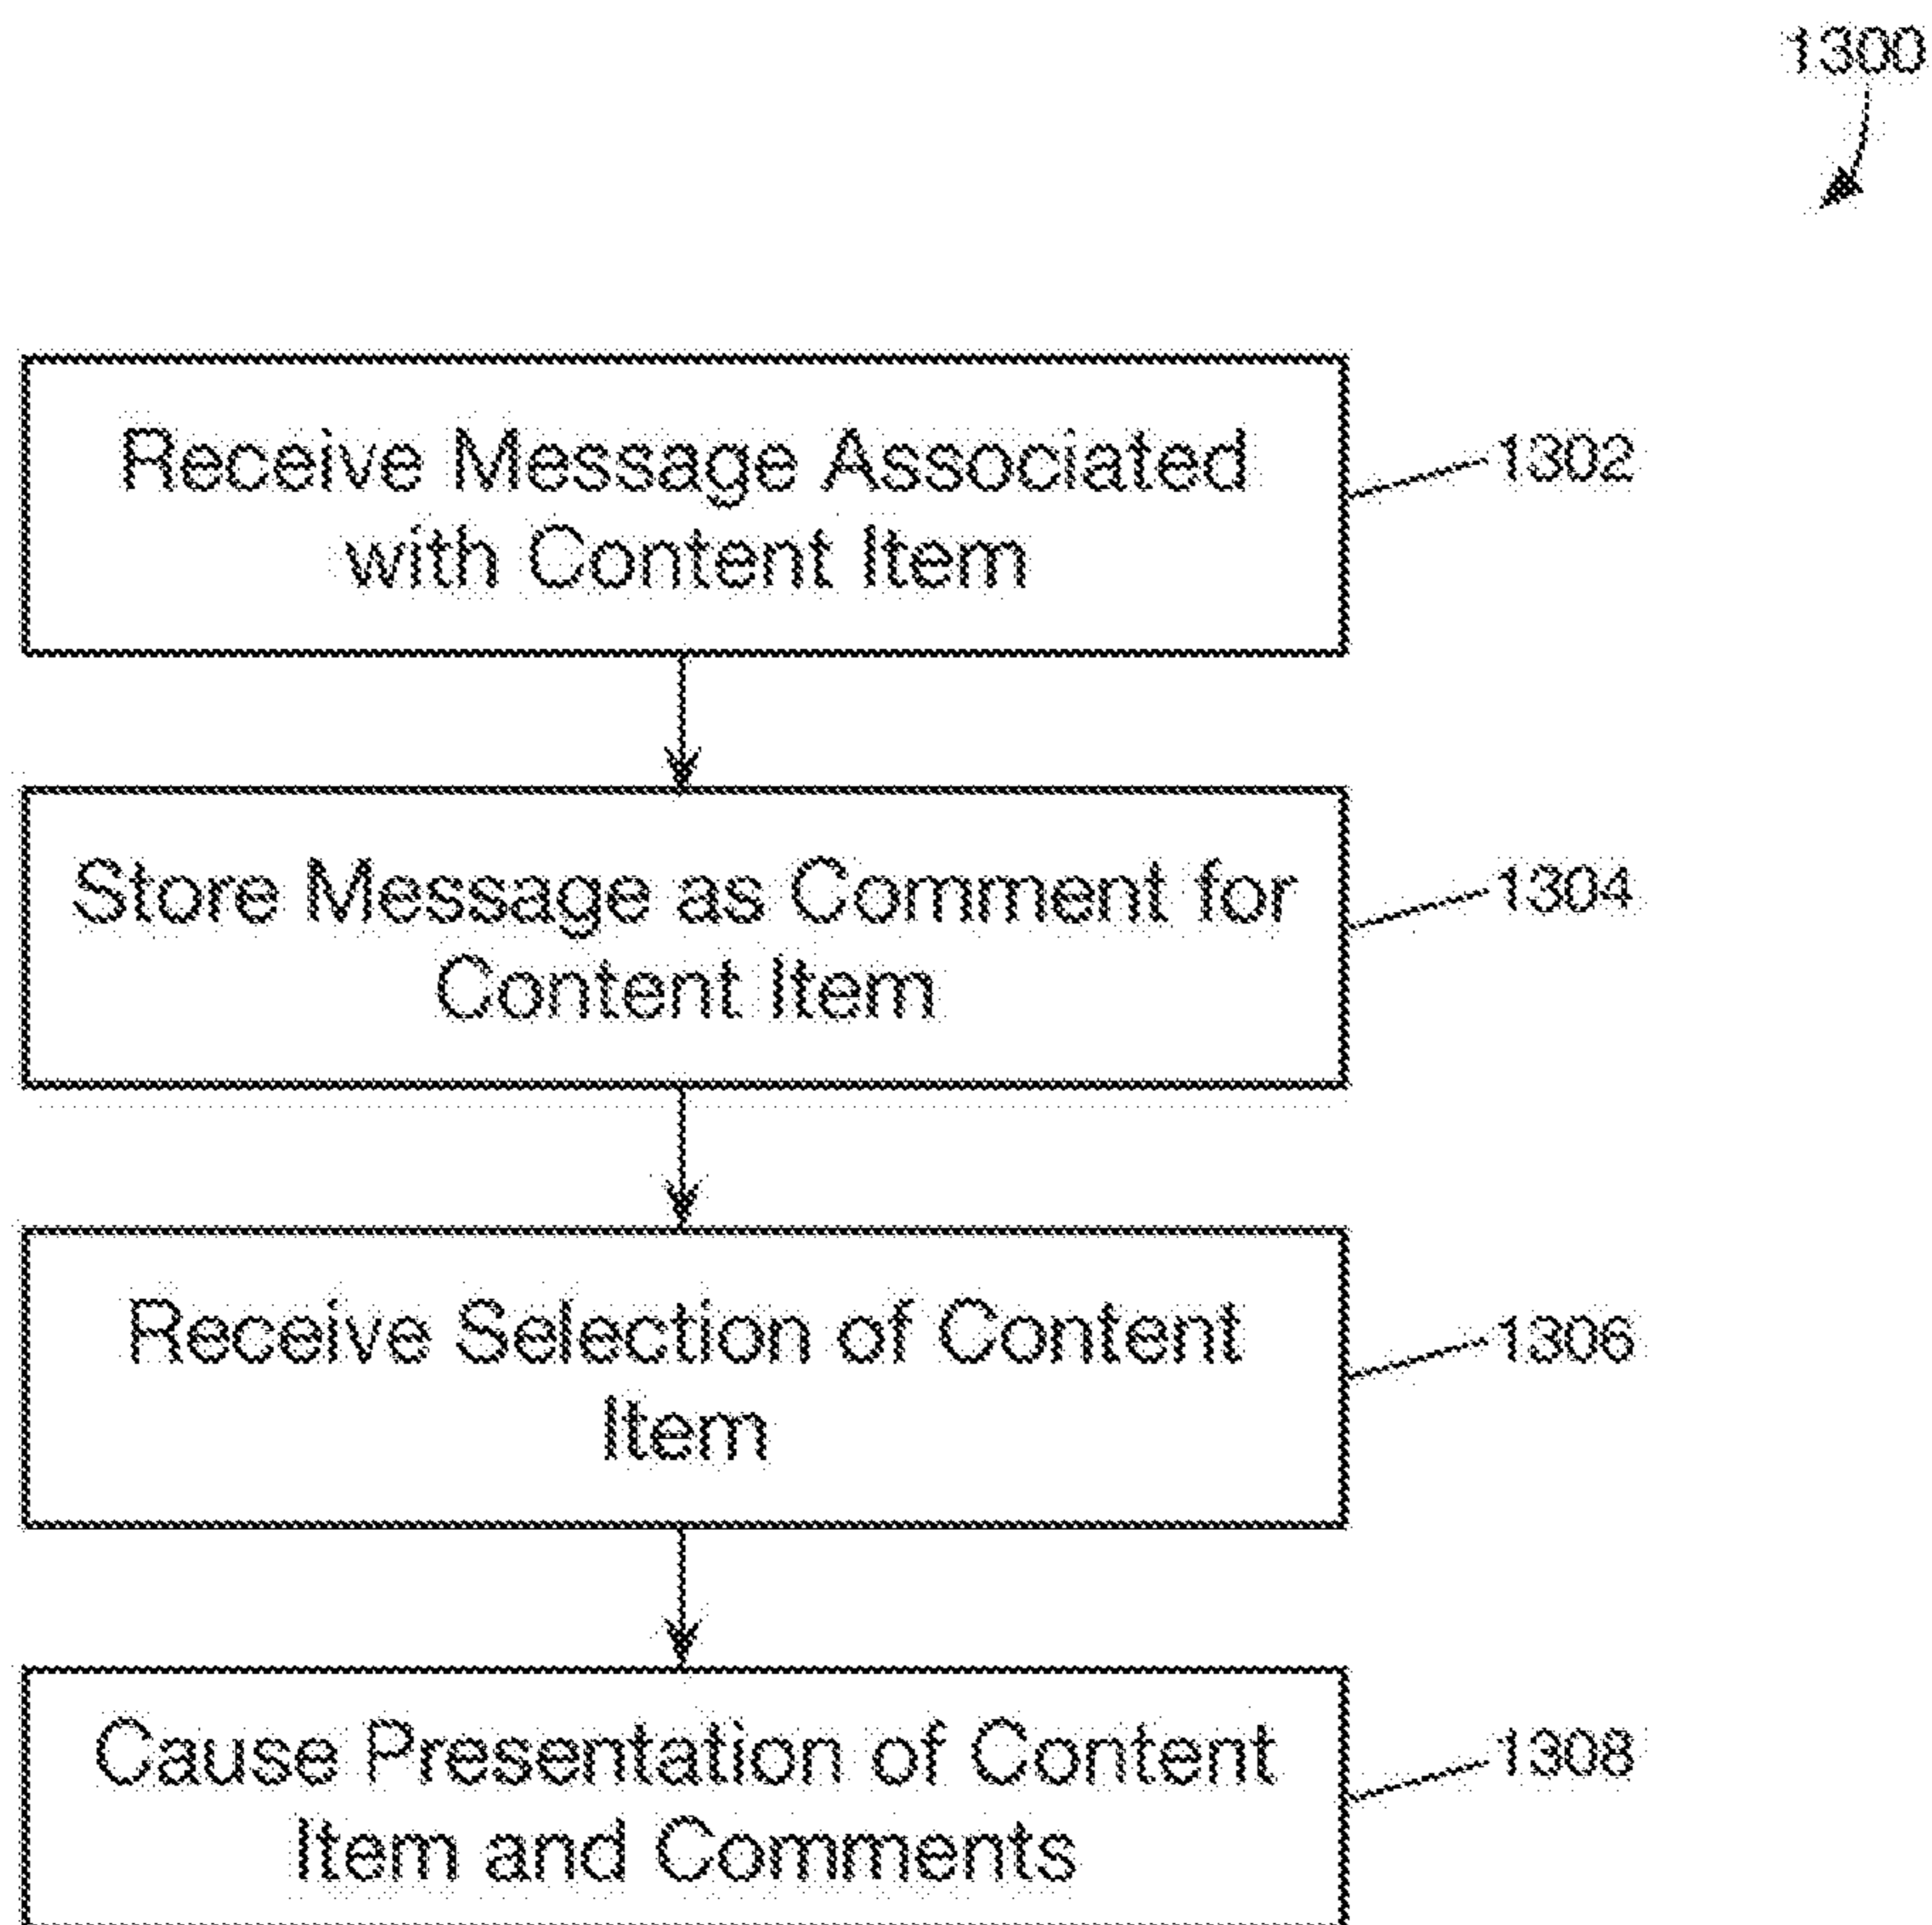 1300
Receive Message Associated
with Content Item
1302
Store Message as Comment for
Content Item
1304
Receive Selection of Content
Item
1306
Cause Presentation of Content
Item and Comments
1308